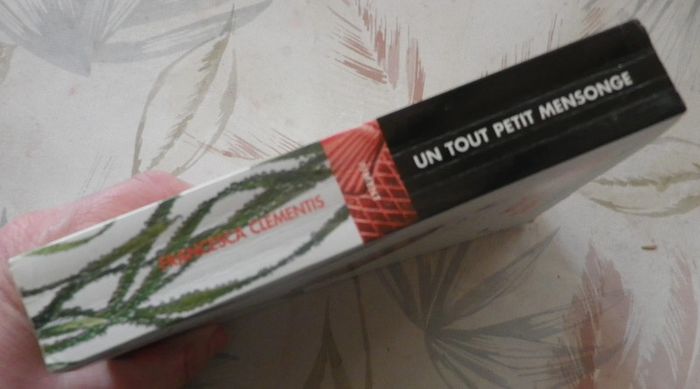 UN TOUT PETIT MENSONGE
FRANCESCA CLEMENTIS